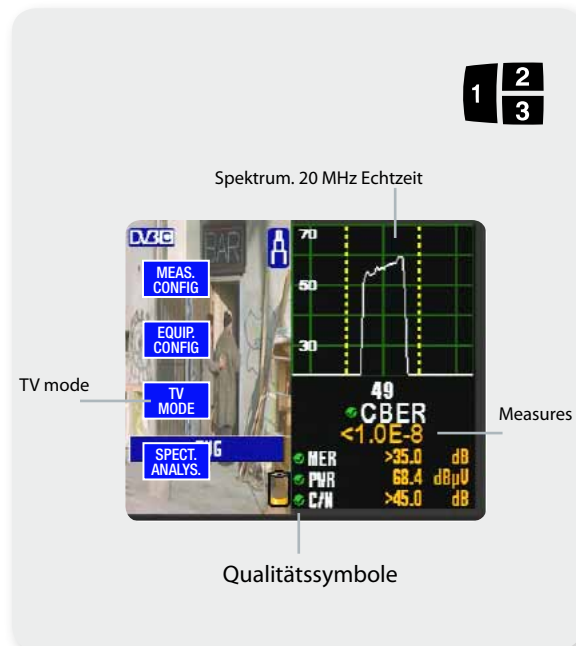 1
2
3
Spektrum. 20 MHz Echtzeit
DVB-C
BAR
MEAS.
CONFIG
EQUIP.
CONFIG
TV
MODE
SPECT.
ANALYS.
70
50
30
49
CBER
<1.0E-8
MER >35.0 dB
PWR 68.4 dBµV
C/N >45.0 dB
TV mode
Measures
Qualitätssymbole